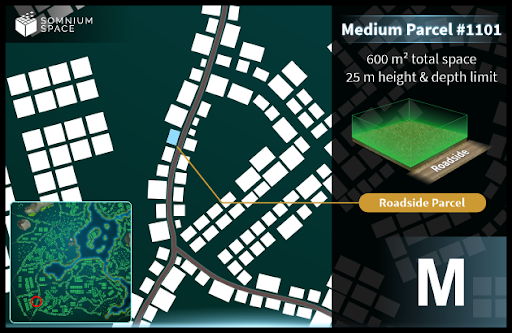 SOMNIUM
SPACE
Medium Parcel #1101
600 m² total space
25 m height & depth limit
Roadside
Roadside Parcel
M